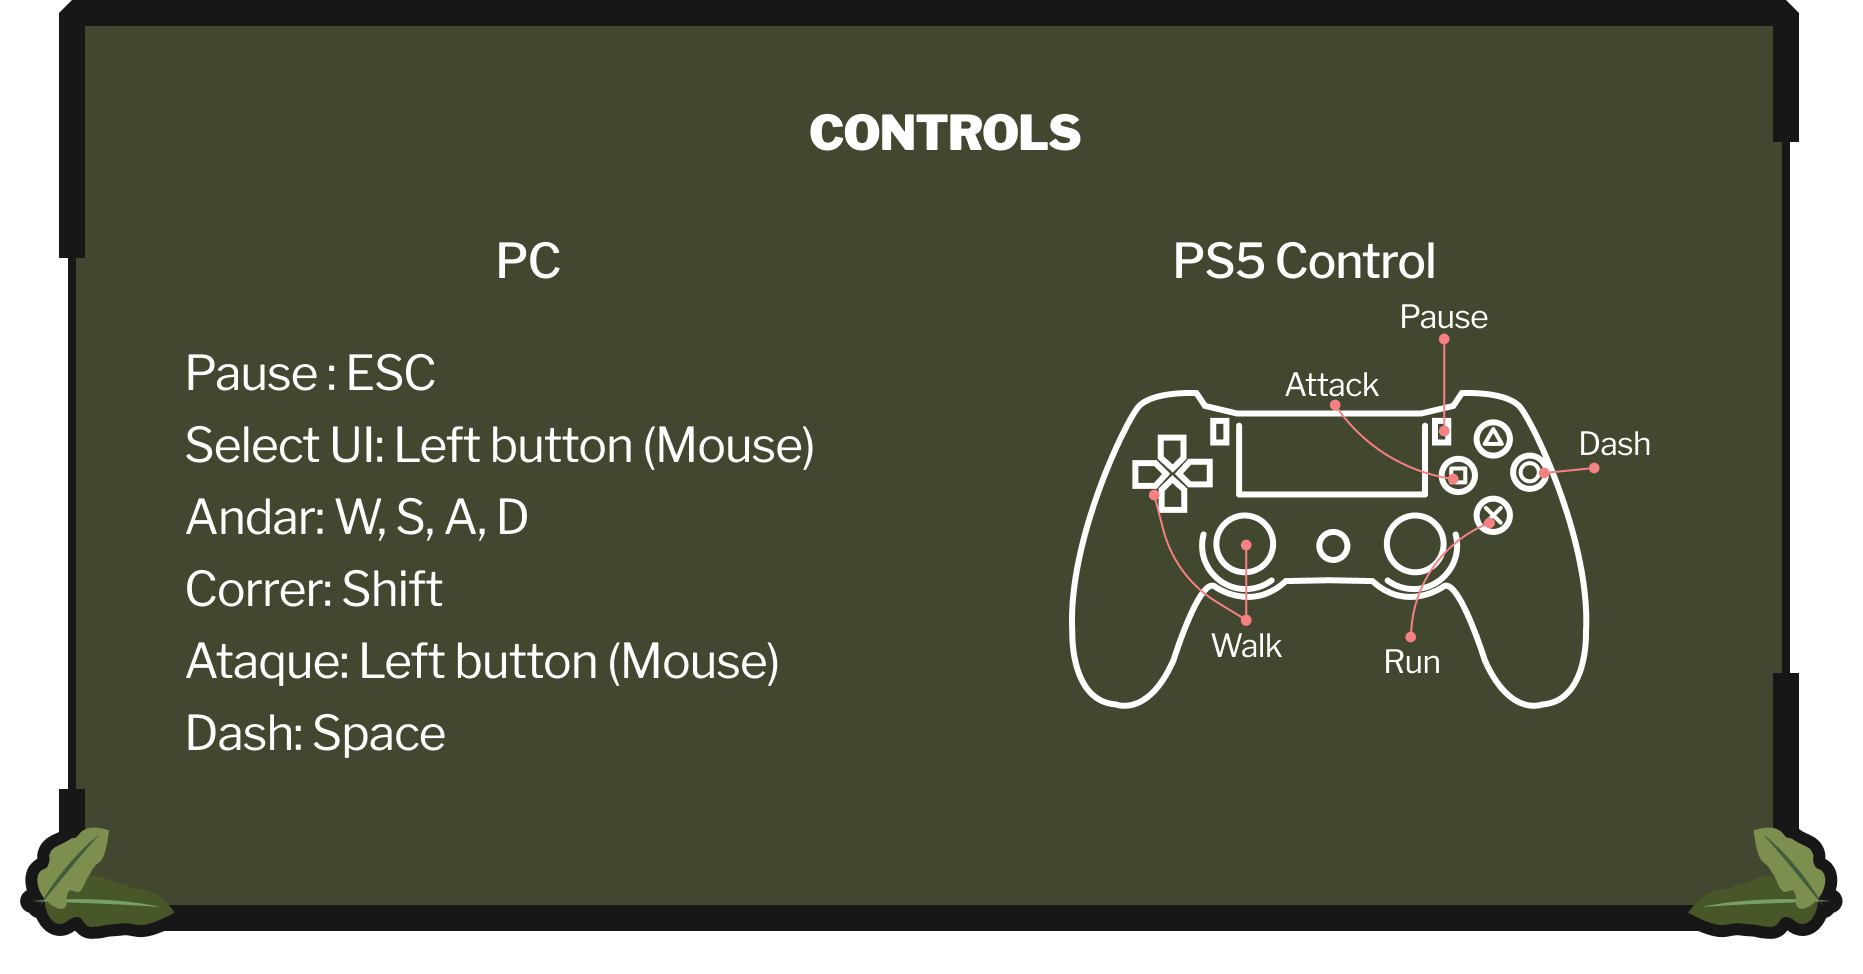 CONTROLS
PC
Pause : ESC
Select UI: Left button (Mouse)
Andar: W, S, A, D
Correr: Shift
Ataque: Left button (Mouse)
Dash: Space
PS5 Control
Pause
Attack
Dash
Walk
Run